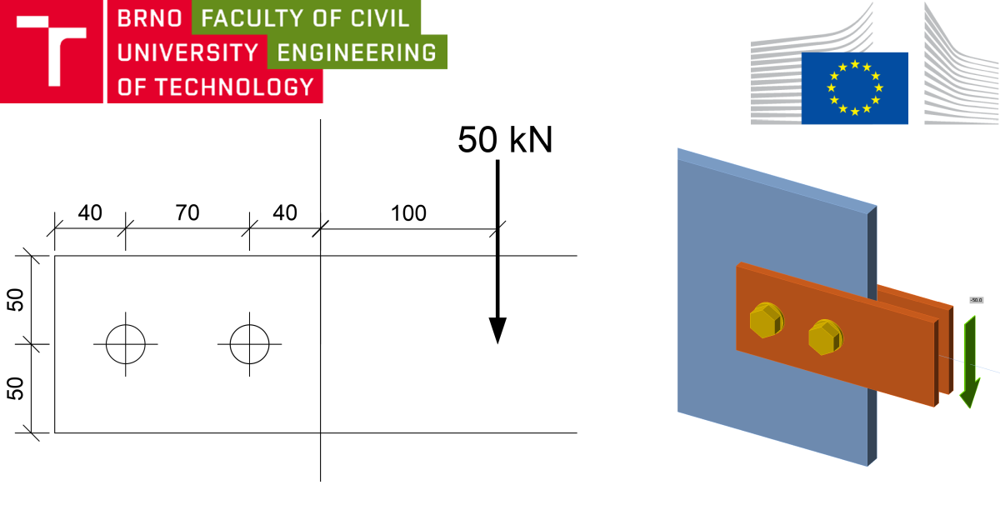 BRNO FACULTY OF CIVIL
UNIVERSITY ENGINEERING
OF TECHNOLOGY
50 kN
40 70 40 100
50
50
-50.0